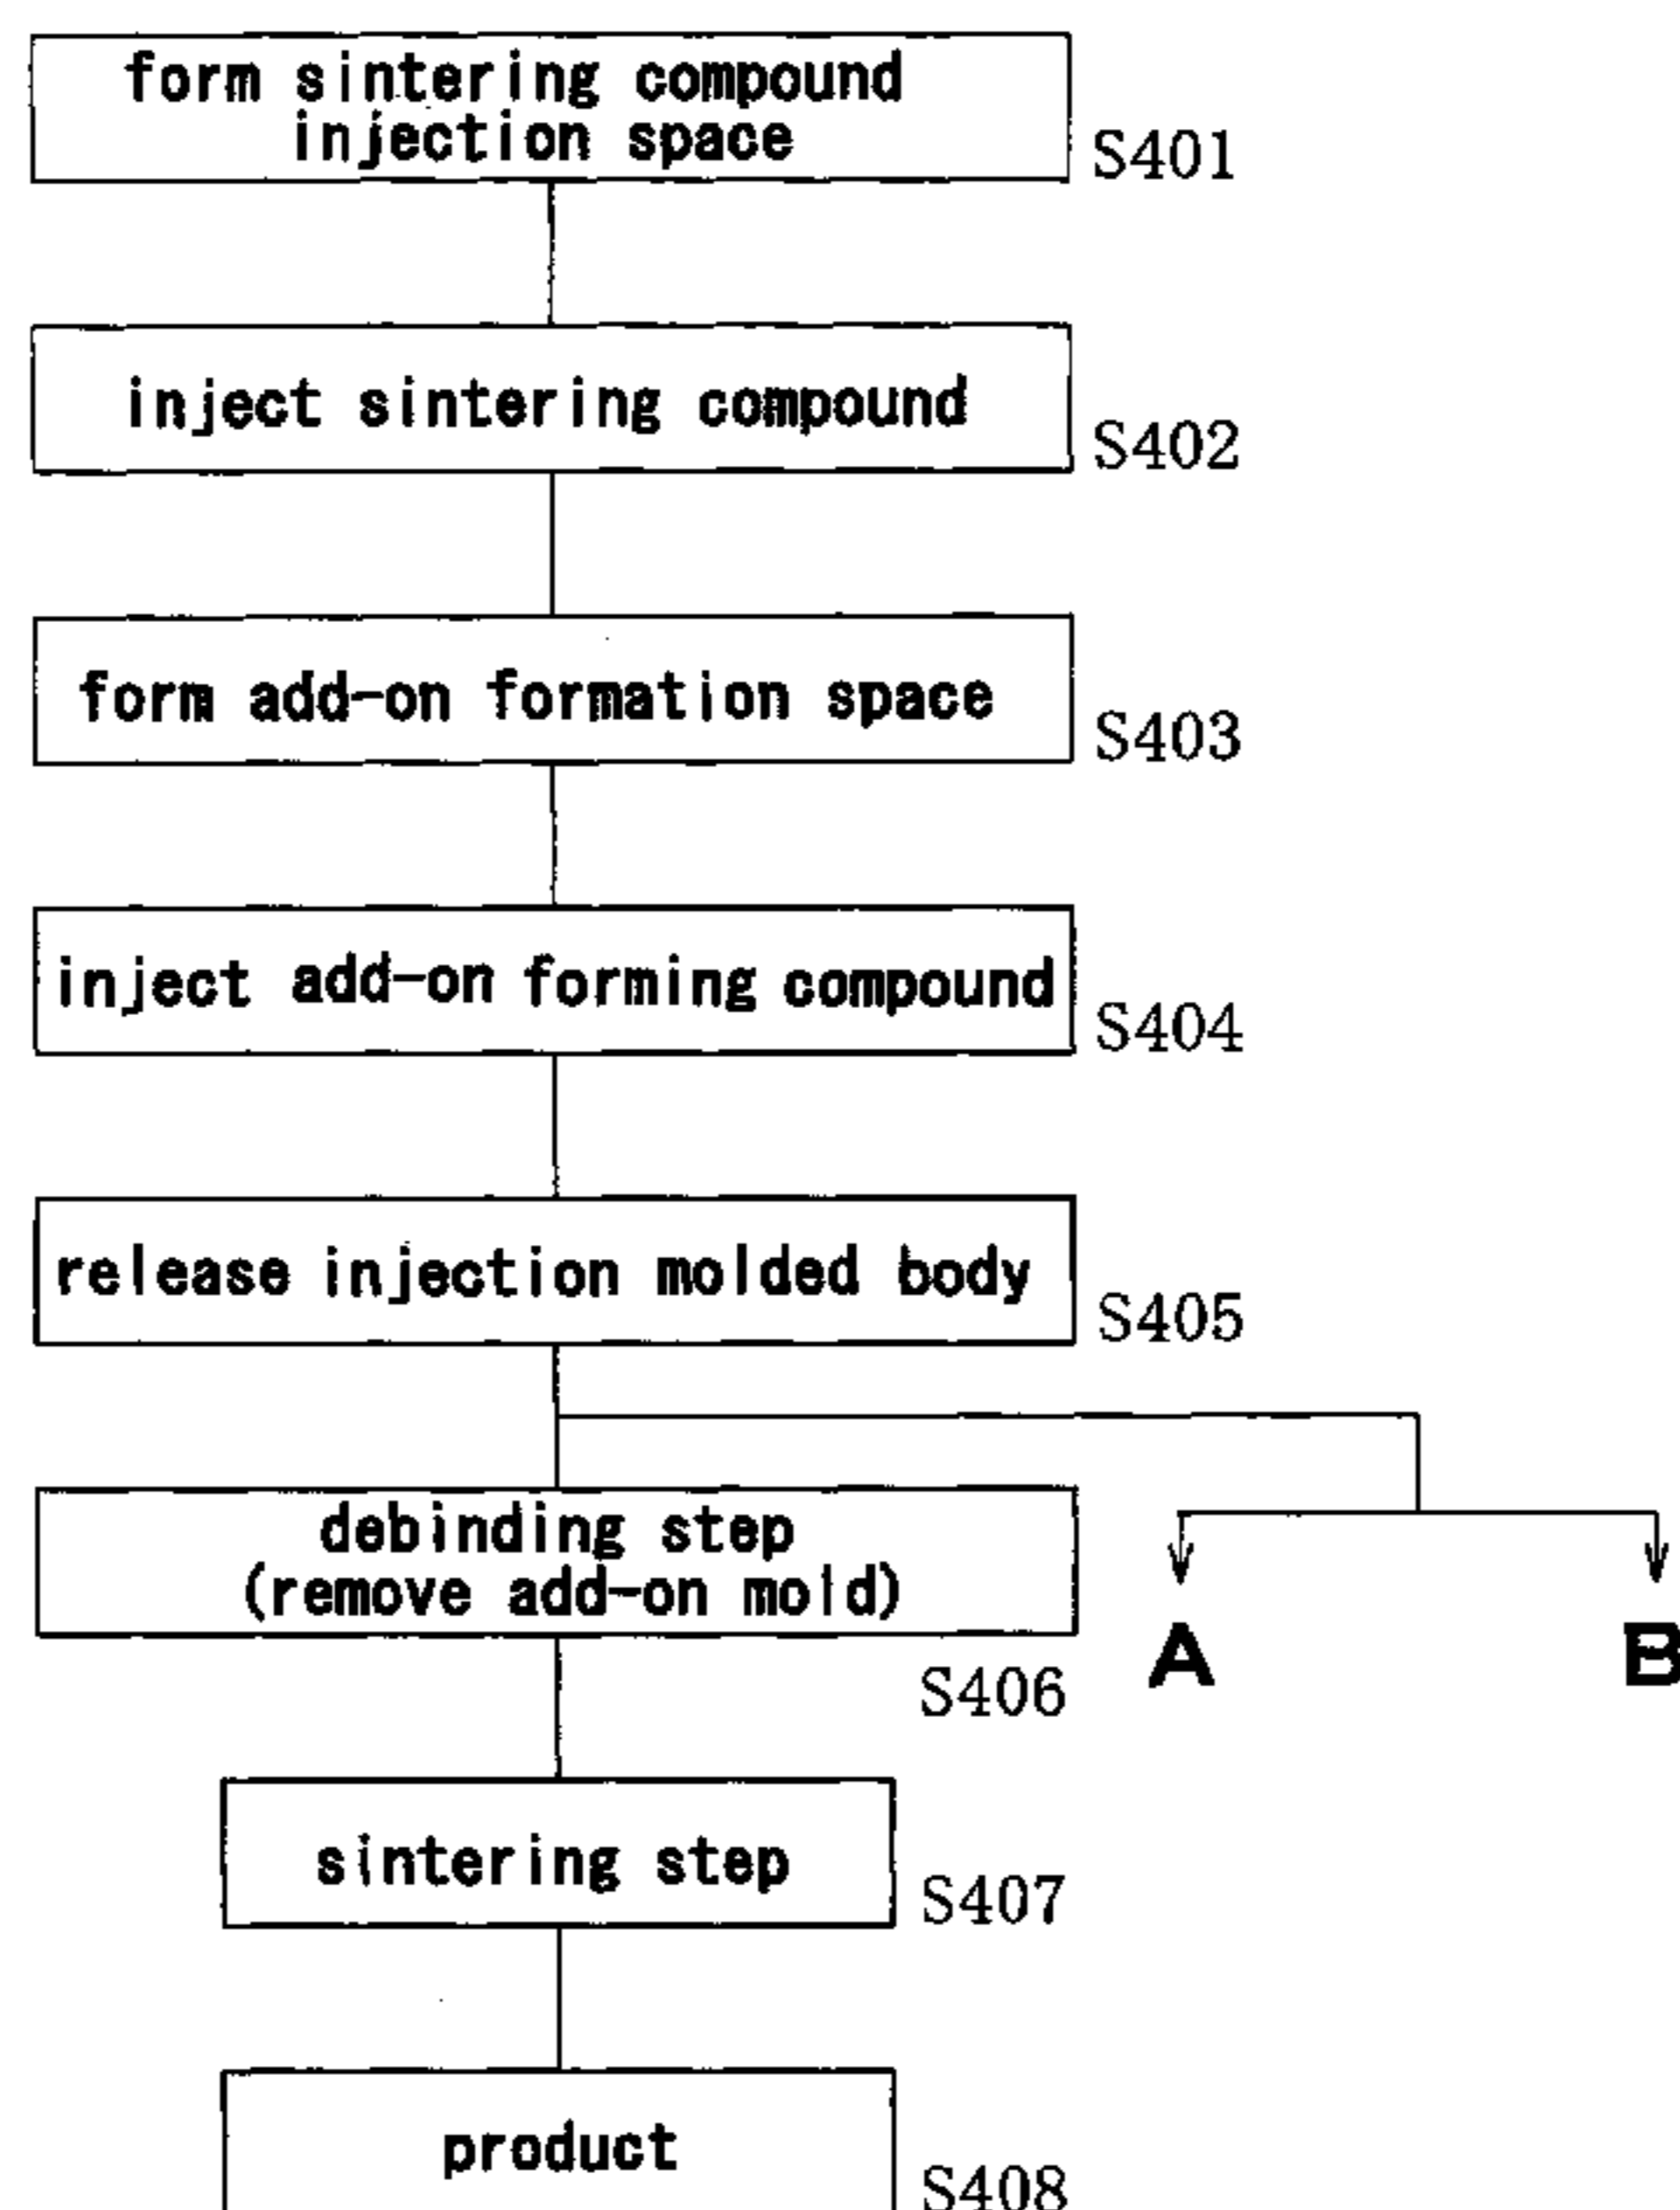 form sintering compound
injection space
S401
inject sintering compound
S402
form add-on formation space
S403
inject add-on forming compound
S404
release injection molded body
S405
debinding step
(remove add-on mold)
S406
A
B
sintering step
S407
product
S408